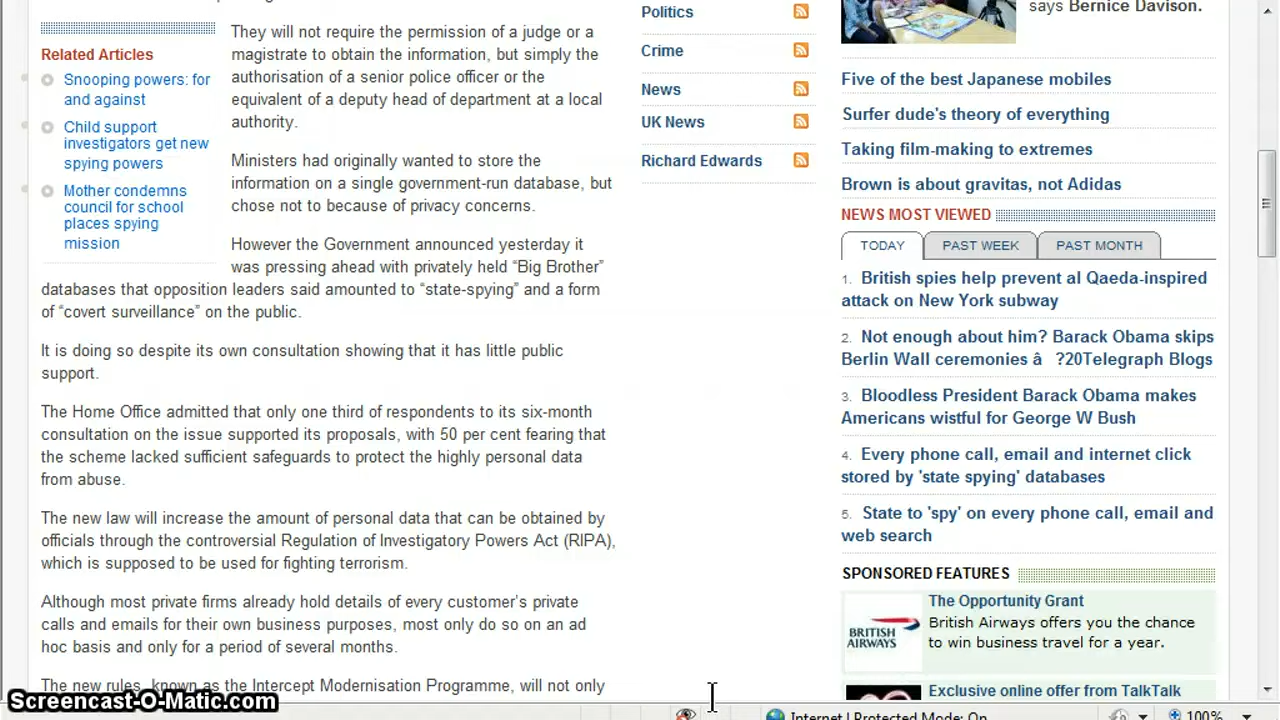 Related Articles
Snooping powers: for
and against
Child support
investigators get new
spying powers
Mother condemns
council for school
places spying
mission
They will not require the permission of a judge or a
magistrate to obtain the information, but simply the
authorisation of a senior police officer or the
equivalent of a deputy head of department at a local
authority.
Ministers had originally wanted to store the
information on a single government-run database, but
chose not to because of privacy concerns.
However the Government announced yesterday it
was pressing ahead with privately held “Big Brother”
databases that opposition leaders said amounted to “state-spying” and a form
of “covert surveillance” on the public.
It is doing so despite its own consultation showing that it has little public
support.
The Home Office admitted that only one third of respondents to its six-month
consultation on the issue supported its proposals, with 50 per cent fearing that
the scheme lacked sufficient safeguards to protect the highly personal data
from abuse.
The new law will increase the amount of personal data that can be obtained by
officials through the controversial Regulation of Investigatory Powers Act (RIPA),
which is supposed to be used for fighting terrorism.
Although most private firms already hold details of every customer’s private
calls and emails for their own business purposes, most only do so on an ad
hoc basis and only for a period of several months.
The new rules, known as the Intercept Modernisation Programme, will not only
Politics
Crime
News
UK News
Richard Edwards
says Bernice Davison.
Five of the best Japanese mobiles
Surfer dude's theory of everything
Taking film-making to extremes
Brown is about gravitas, not Adidas
NEWS MOST VIEWED
TODAY PAST WEEK PAST MONTH
1. British spies help prevent al Qaeda-inspired
attack on New York subway
2. Not enough about him? Barack Obama skips
Berlin Wall ceremonies â ?20Telegraph Blogs
3. Bloodless President Barack Obama makes
Americans wistful for George W Bush
4. Every phone call, email and internet click
stored by 'state spying' databases
5. State to 'spy' on every phone call, email and
web search
SPONSORED FEATURES
BRITISH
AIRWAYS
The Opportunity Grant
British Airways offers you the chance
to win business travel for a year.
Exclusive online offer from TalkTalk
Screencast-O-Matic.com
Internet | Protected Mode: On
100%